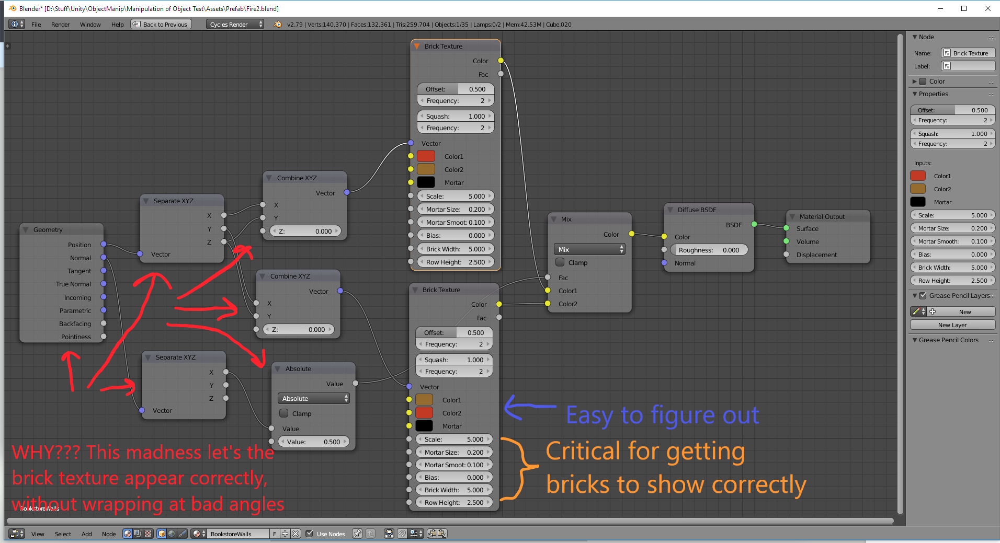 Blender* [D:\Stuff\Unity\ObjectManip\Manipulation of Object Test\Assets\Prefab\Fire2.blend]
File Render Window Help Back to Previous Cycles Render v2.79 | Verts:140,370 | Faces:132,361 | Tris:259,704 | Objects:1/35 | Lamps:0/2 | Mem:42.53M | Cube.020
Geometry
Position
Normal
Tangent
True Normal
Incoming
Parametric
Backfacing
Pointiness
Separate XYZ
X
Y
Z
Vector
Separate XYZ
X
Y
Z
Vector
Combine XYZ
Vector
X
Y
Z: 0.000
Combine XYZ
Vector
X
Y
Z: 0.000
Absolute
Value
Absolute
Clamp
Value
Value: 0.500
Brick Texture
Color
Fac
Offset: 0.500
Frequency: 2
Squash: 1.000
Frequency: 2
Vector
Color1
Color2
Mortar
Scale: 5.000
Mortar Size: 0.200
Mortar Smoot: 0.100
Bias: 0.000
Brick Width: 5.000
Row Height: 2.500
Brick Texture
Color
Fac
Offset: 0.500
Frequency: 2
Squash: 1.000
Frequency: 2
Vector
Color1
Color2
Mortar
Scale: 5.000
Mortar Size: 0.200
Mortar Smoot: 0.100
Bias: 0.000
Brick Width: 5.000
Row Height: 2.500
Mix
Color
Mix
Clamp
Fac
Color1
Color2
Diffuse BSDF
BSDF
Color
Roughness: 0.000
Normal
Material Output
Surface
Volume
Displacement
WHY??? This madness let's the
brick texture appear correctly,
without wrapping at bad angles
BookstoreWalls
Easy to figure out
Critical for getting
bricks to show correctly
Node
Name: Brick Texture
Label:
Color
Properties
Offset: 0.500
Frequency: 2
Squash: 1.000
Frequency: 2
Inputs:
Color1
Color2
Mortar
Scale: 5.000
Mortar Size: 0.200
Mortar Smooth: 0.100
Bias: 0.000
Brick Width: 5.000
Row Height: 2.500
Grease Pencil Layers
New
New Layer
Grease Pencil Colors
View Select Add Node BookstoreWalls F Use Nodes